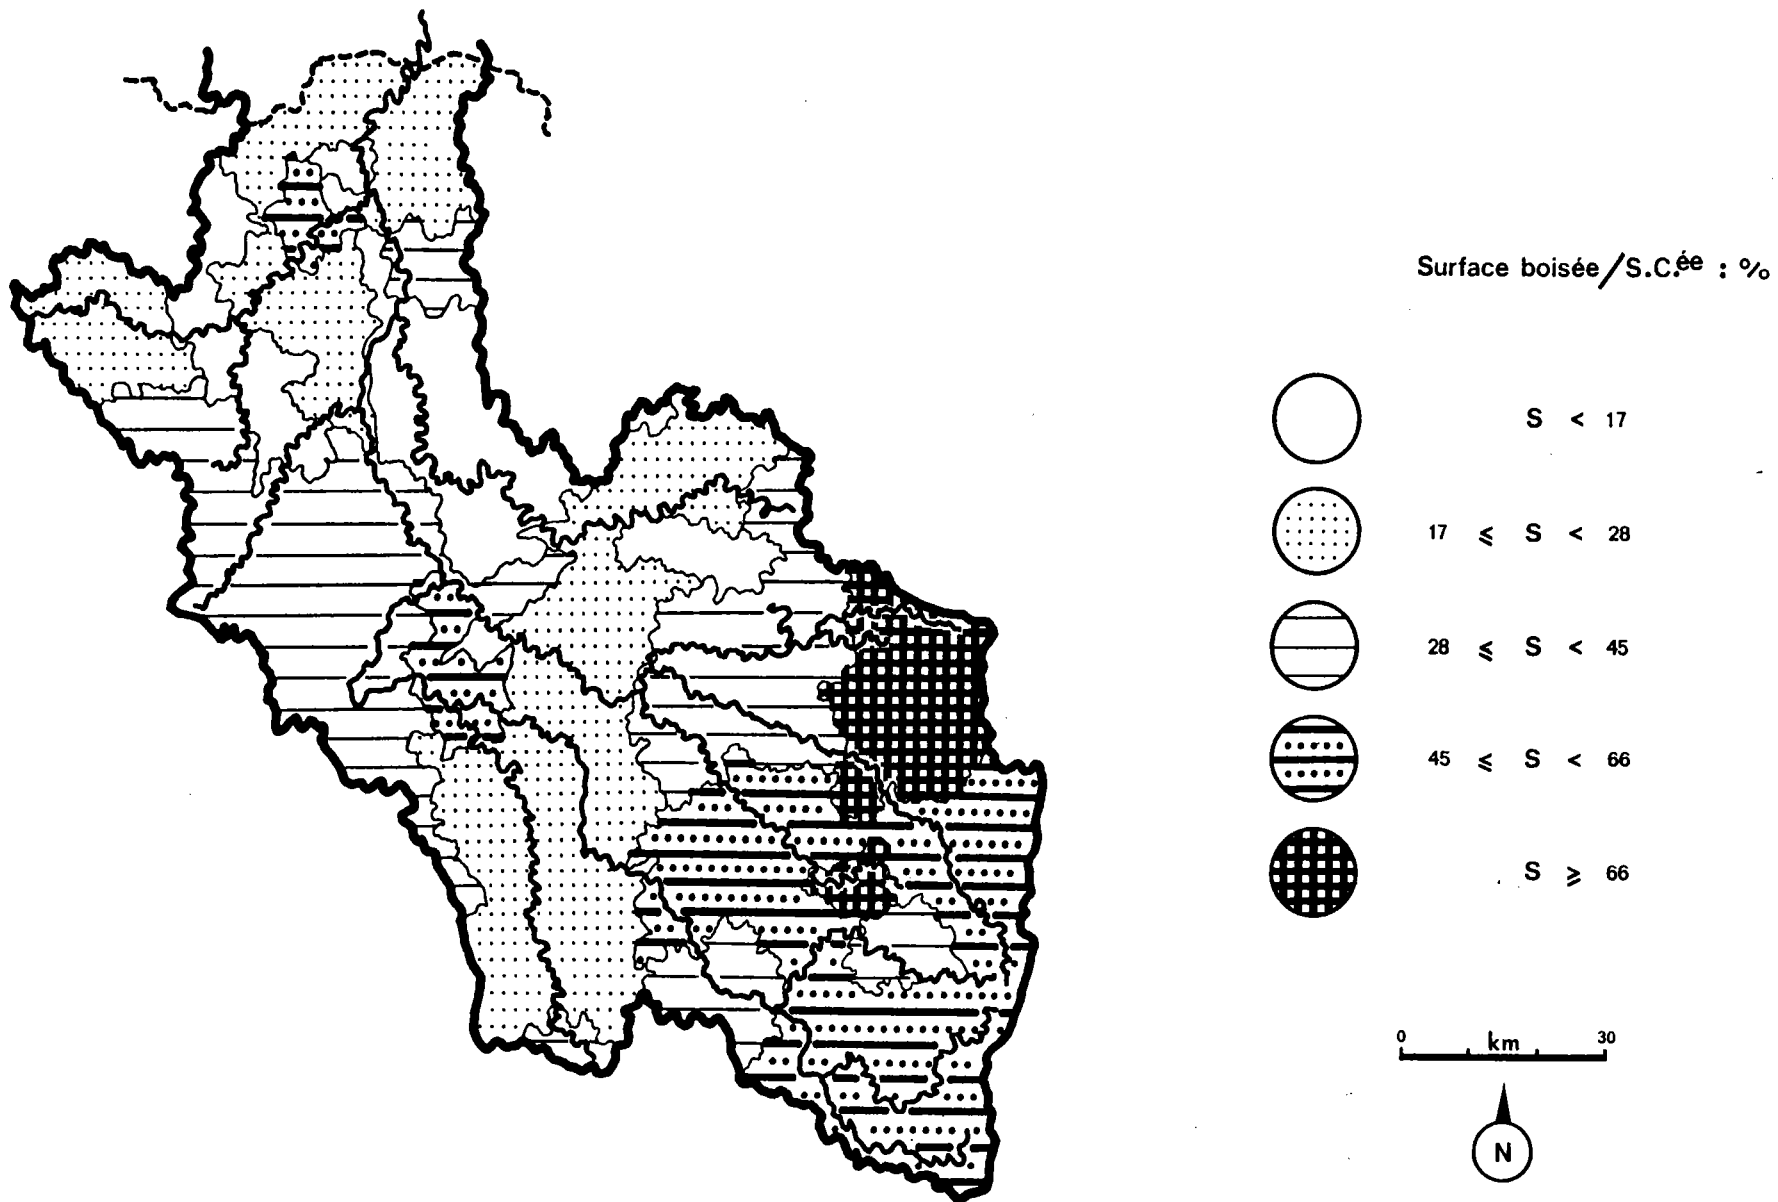 Surface boisée/S.C.ée : %
S < 17
17 ⩽ S < 28
28 ⩽ S < 45
45 ⩽ S < 66
S ⩾ 66
0 km 30
N